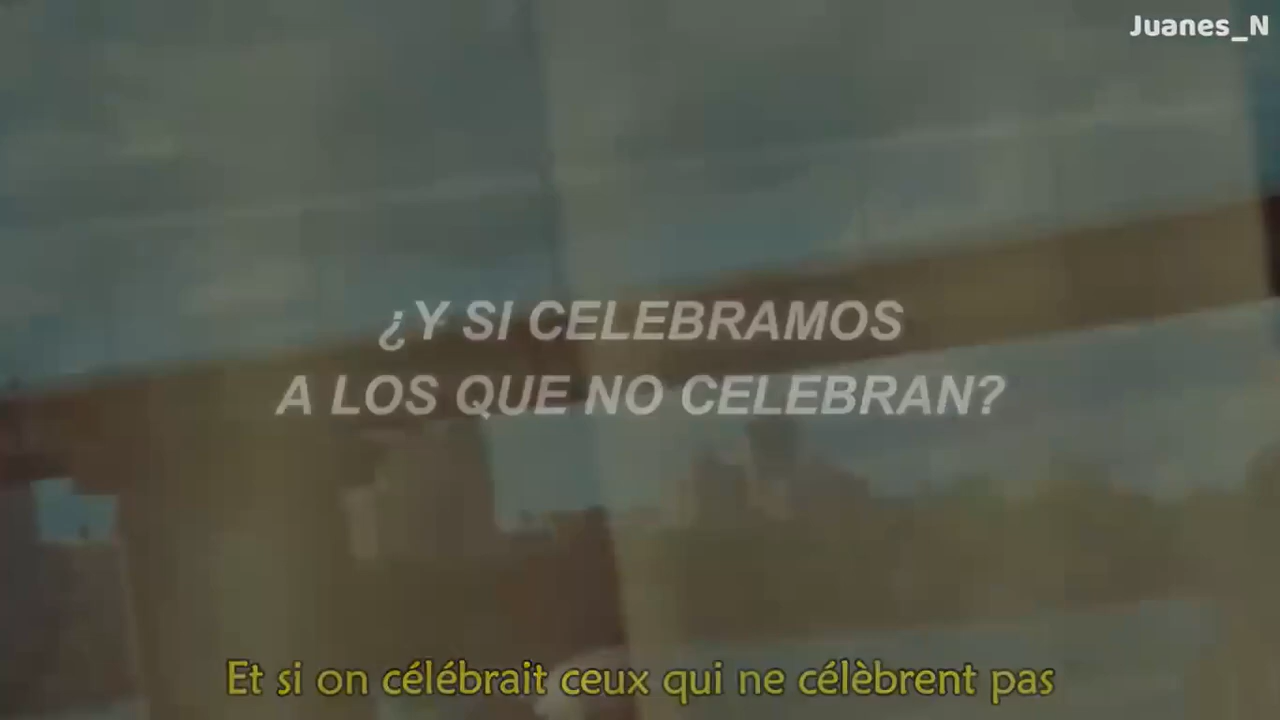 Juanes_N
¿Y SI CELEBRAMOS
A LOS QUE NO CELEBRAN?
Et si on célébrait ceux qui ne célèbrent pas